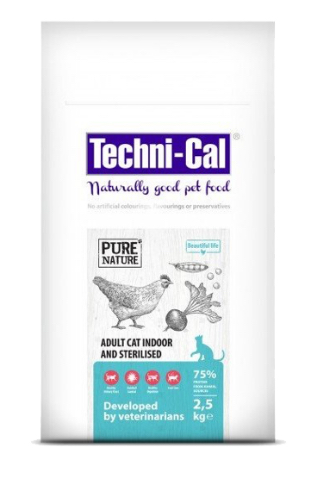 Techni-Cal®
Naturally good pet food
No artificial colourings, flavourings or preservatives
PURE
NATURE
Beautiful life
ADULT CAT INDOOR
AND STERILISED
75%
Developed
by veterinarians
2,5
kg℮